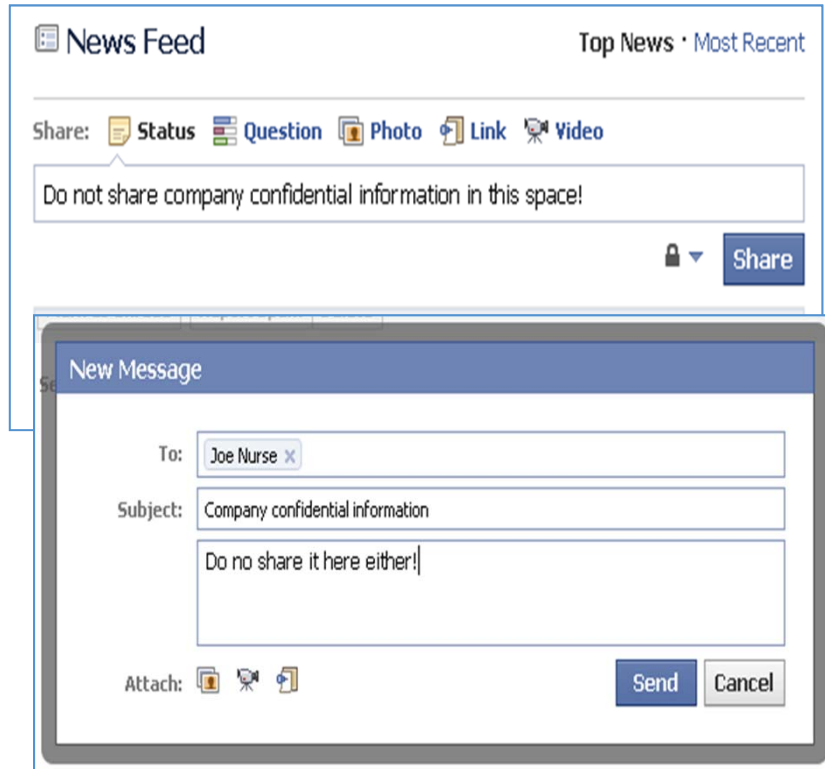 News Feed
Top News · Most Recent
Share: Status Question Photo Link Video
Do not share company confidential information in this space!
Share
New Message
To: Joe Nurse x
Subject: Company confidential information
Do no share it here either!
Attach:
Send Cancel